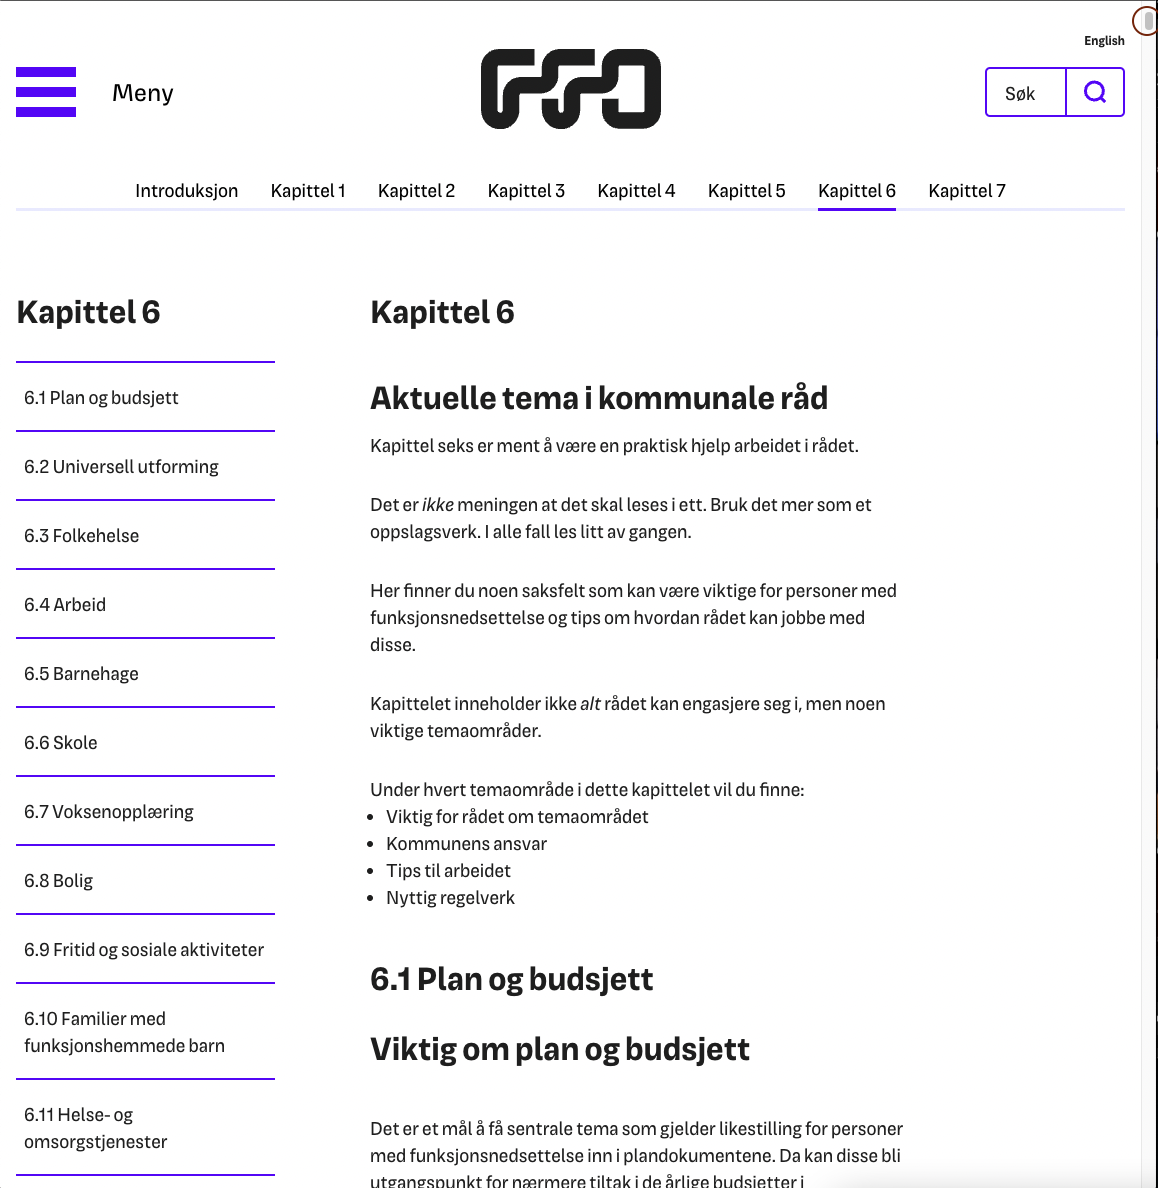 English
Meny
FFO
Søk
Introduksjon Kapittel 1 Kapittel 2 Kapittel 3 Kapittel 4 Kapittel 5 Kapittel 6 Kapittel 7
Kapittel 6
6.1 Plan og budsjett
6.2 Universell utforming
6.3 Folkehelse
6.4 Arbeid
6.5 Barnehage
6.6 Skole
6.7 Voksenopplæring
6.8 Bolig
6.9 Fritid og sosiale aktiviteter
6.10 Familier med
funksjonshemmede barn
6.11 Helse- og
omsorgstjenester
Kapittel 6
Aktuelle tema i kommunale råd
Kapittel seks er ment å være en praktisk hjelp arbeidet i rådet.
Det er ikke meningen at det skal leses i ett. Bruk det mer som et
oppslagsverk. I alle fall les litt av gangen.
Her finner du noen saksfelt som kan være viktige for personer med
funksjonsnedsettelse og tips om hvordan rådet kan jobbe med
disse.
Kapittelet inneholder ikke alt rådet kan engasjere seg i, men noen
viktige temaområder.
Under hvert temaområde i dette kapittelet vil du finne:
• Viktig for rådet om temaområdet
• Kommunens ansvar
• Tips til arbeidet
• Nyttig regelverk
6.1 Plan og budsjett
Viktig om plan og budsjett
Det er et mål å få sentrale tema som gjelder likestilling for personer
med funksjonsnedsettelse inn i plandokumentene. Da kan disse bli
utgangspunkt for nærmere tiltak i de årlige budsjetter i